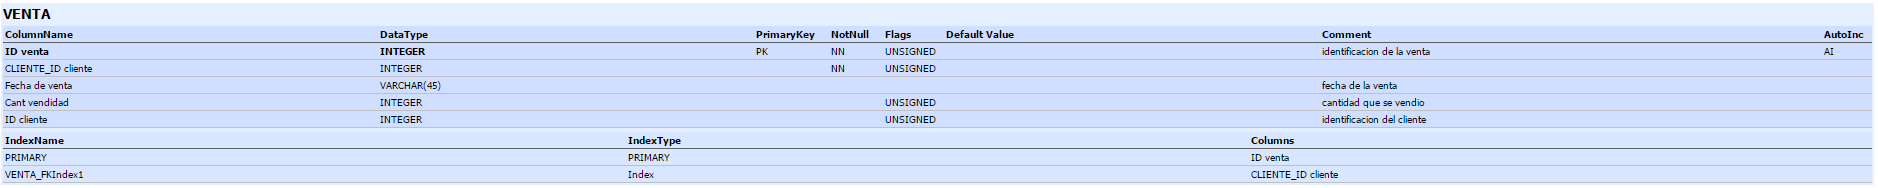 VENTA
ColumnName DataType PrimaryKey NotNull Flags Default Value Comment AutoInc
ID venta INTEGER PK NN UNSIGNED identificacion de la venta AI
CLIENTE_ID cliente INTEGER NN UNSIGNED
Fecha de venta VARCHAR(45) fecha de la venta
Cant vendidad INTEGER UNSIGNED cantidad que se vendio
ID cliente INTEGER UNSIGNED identificacion del cliente
IndexName IndexType Columns
PRIMARY PRIMARY ID venta
VENTA_FKIndex1 Index CLIENTE_ID cliente